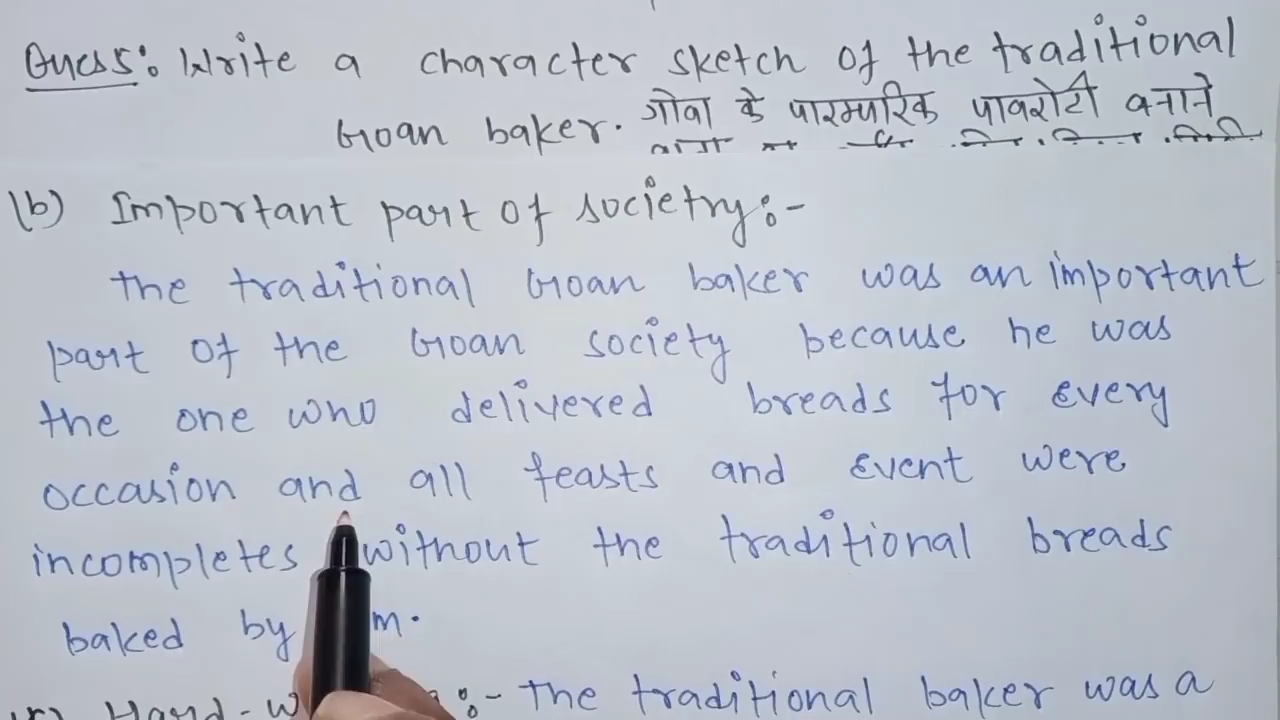 Guess: Write a character sketch of the traditional
Goan baker. गोवा के पारम्परिक पावरोटी बनाने
(b) Important part of societry:-
The traditional Goan baker was an important
part of the Goan society because he was
the one who delivered breads for every
occasion and all feasts and event were
incompletes without the traditional breads
baked by
:- The traditional baker was a